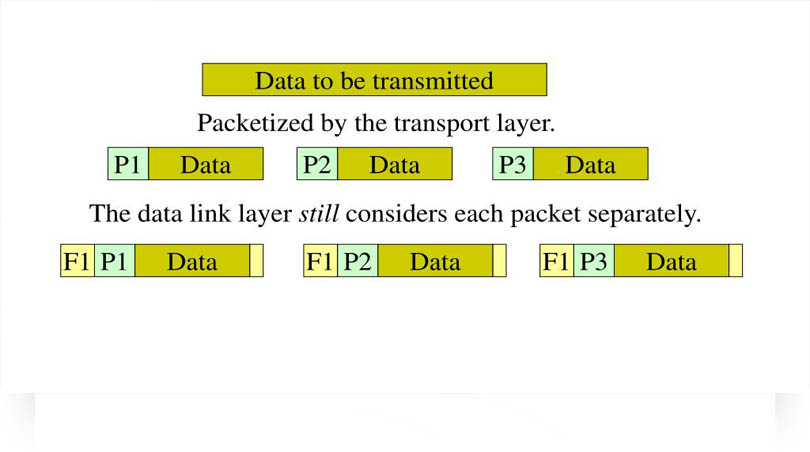 Data to be transmitted
Packetized by the transport layer.
P1 Data P2 Data P3 Data
The data link layer still considers each packet separately.
F1 P1 Data F1 P2 Data F1 P3 Data